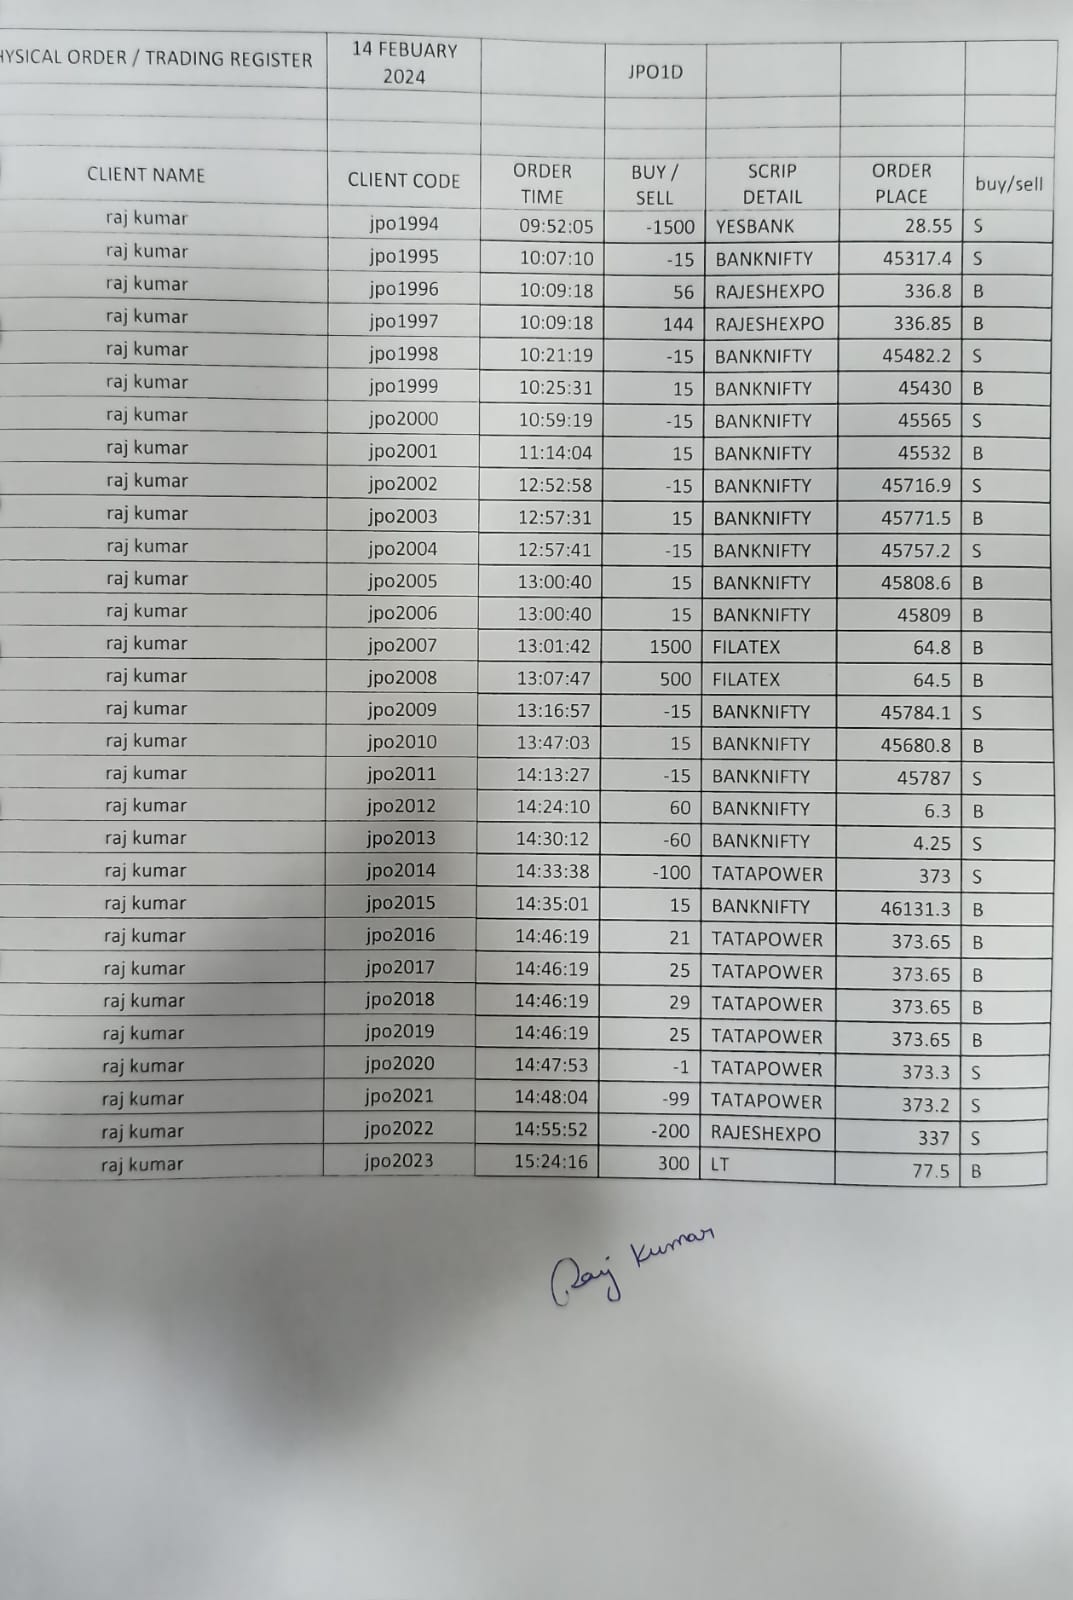 HYSICAL ORDER / TRADING REGISTER 14 FEBUARY 2024 JPO1D
CLIENT NAME CLIENT CODE ORDER TIME BUY / SELL SCRIP DETAIL ORDER PLACE buy/sell
raj kumar jpo1994 09:52:05 -1500 YESBANK 28.55 S
raj kumar jpo1995 10:07:10 -15 BANKNIFTY 45317.4 S
raj kumar jpo1996 10:09:18 56 RAJESHEXPO 336.8 B
raj kumar jpo1997 10:09:18 144 RAJESHEXPO 336.85 B
raj kumar jpo1998 10:21:19 -15 BANKNIFTY 45482.2 S
raj kumar jpo1999 10:25:31 15 BANKNIFTY 45430 B
raj kumar jpo2000 10:59:19 -15 BANKNIFTY 45565 S
raj kumar jpo2001 11:14:04 15 BANKNIFTY 45532 B
raj kumar jpo2002 12:52:58 -15 BANKNIFTY 45716.9 S
raj kumar jpo2003 12:57:31 15 BANKNIFTY 45771.5 B
raj kumar jpo2004 12:57:41 -15 BANKNIFTY 45757.2 S
raj kumar jpo2005 13:00:40 15 BANKNIFTY 45808.6 B
raj kumar jpo2006 13:00:40 15 BANKNIFTY 45809 B
raj kumar jpo2007 13:01:42 1500 FILATEX 64.8 B
raj kumar jpo2008 13:07:47 500 FILATEX 64.5 B
raj kumar jpo2009 13:16:57 -15 BANKNIFTY 45784.1 S
raj kumar jpo2010 13:47:03 15 BANKNIFTY 45680.8 B
raj kumar jpo2011 14:13:27 -15 BANKNIFTY 45787 S
raj kumar jpo2012 14:24:10 60 BANKNIFTY 6.3 B
raj kumar jpo2013 14:30:12 -60 BANKNIFTY 4.25 S
raj kumar jpo2014 14:33:38 -100 TATAPOWER 373 S
raj kumar jpo2015 14:35:01 15 BANKNIFTY 46131.3 B
raj kumar jpo2016 14:46:19 21 TATAPOWER 373.65 B
raj kumar jpo2017 14:46:19 25 TATAPOWER 373.65 B
raj kumar jpo2018 14:46:19 29 TATAPOWER 373.65 B
raj kumar jpo2019 14:46:19 25 TATAPOWER 373.65 B
raj kumar jpo2020 14:47:53 -1 TATAPOWER 373.3 S
raj kumar jpo2021 14:48:04 -99 TATAPOWER 373.2 S
raj kumar jpo2022 14:55:52 -200 RAJESHEXPO 337 S
raj kumar jpo2023 15:24:16 300 LT 77.5 B
Raj Kumar